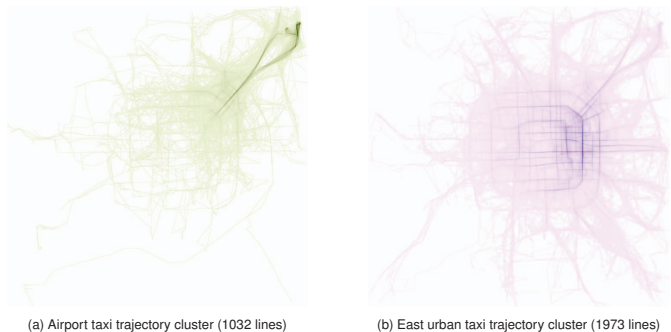 (a) Airport taxi trajectory cluster (1032 lines)
(b) East urban taxi trajectory cluster (1973 lines)